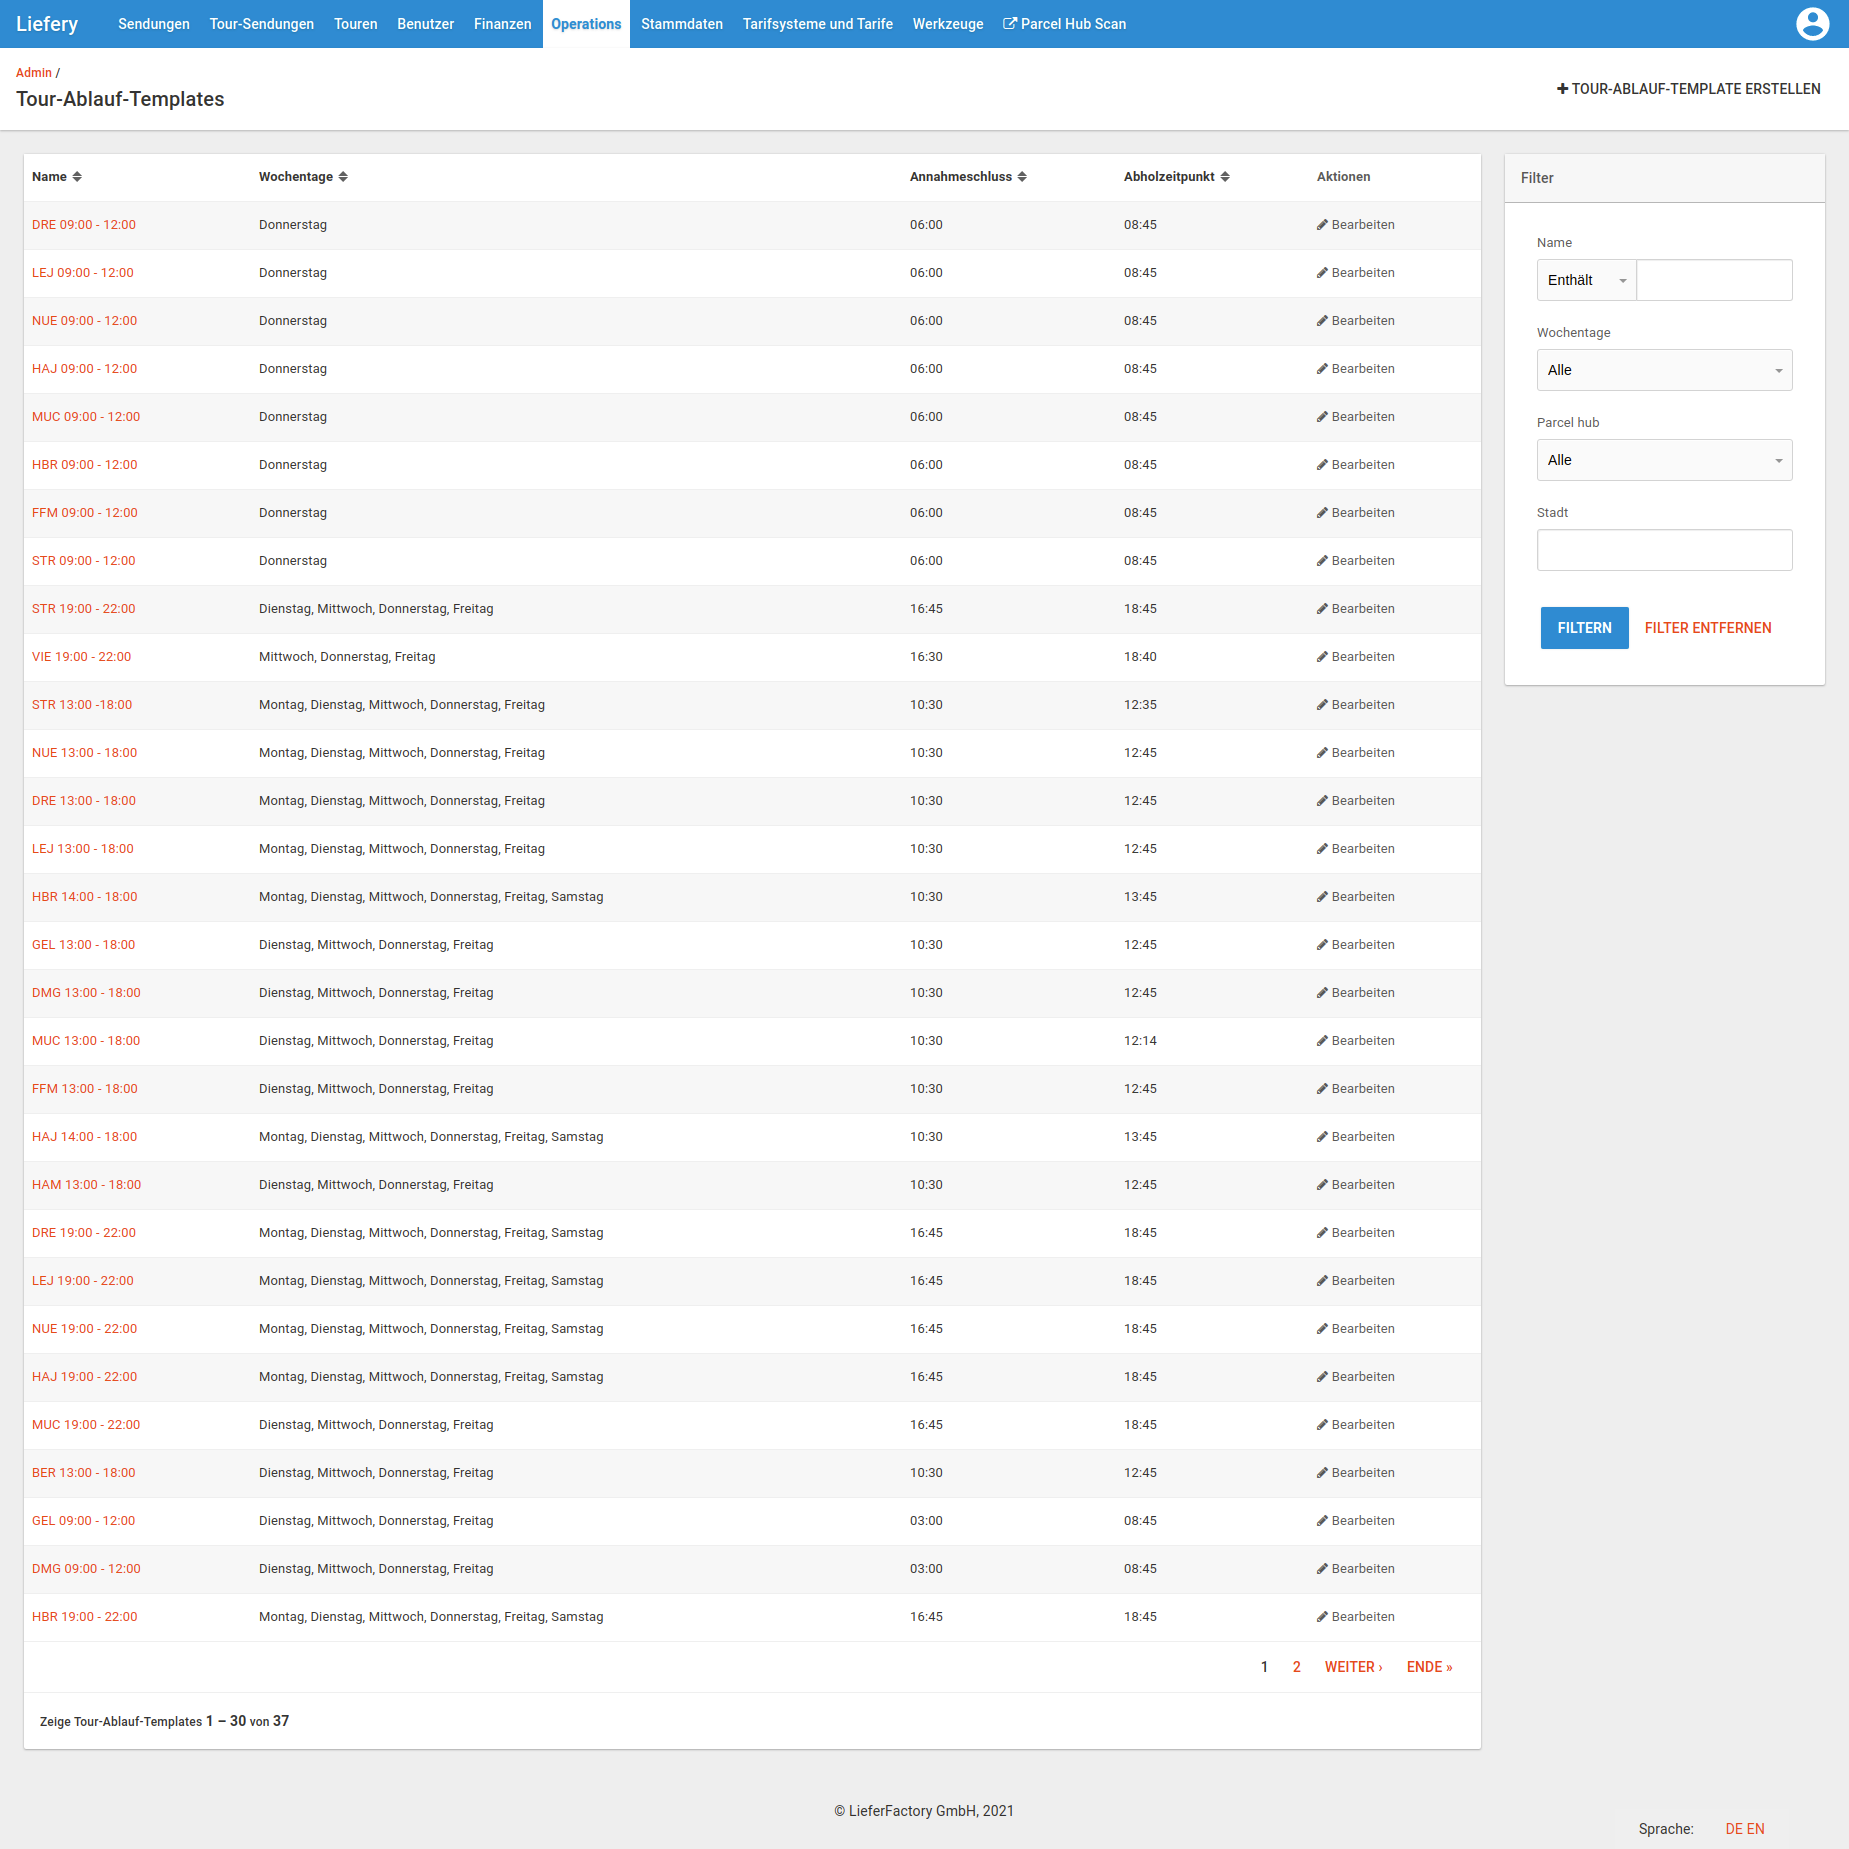 Liefery Sendungen Tour-Sendungen Touren Benutzer Finanzen Operations Stammdaten Tarifsysteme und Tarife Werkzeuge Parcel Hub Scan
Admin /
Tour-Ablauf-Templates
TOUR-ABLAUF-TEMPLATE ERSTELLEN
Name Wochentage Annahmeschluss Abholzeitpunkt Aktionen
DRE 09:00 - 12:00 Donnerstag 06:00 08:45 Bearbeiten
LEJ 09:00 - 12:00 Donnerstag 06:00 08:45 Bearbeiten
NUE 09:00 - 12:00 Donnerstag 06:00 08:45 Bearbeiten
HAJ 09:00 - 12:00 Donnerstag 06:00 08:45 Bearbeiten
MUC 09:00 - 12:00 Donnerstag 06:00 08:45 Bearbeiten
HBR 09:00 - 12:00 Donnerstag 06:00 08:45 Bearbeiten
FFM 09:00 - 12:00 Donnerstag 06:00 08:45 Bearbeiten
STR 09:00 - 12:00 Donnerstag 06:00 08:45 Bearbeiten
STR 19:00 - 22:00 Dienstag, Mittwoch, Donnerstag, Freitag 16:45 18:45 Bearbeiten
VIE 19:00 - 22:00 Mittwoch, Donnerstag, Freitag 16:30 18:40 Bearbeiten
STR 13:00 -18:00 Montag, Dienstag, Mittwoch, Donnerstag, Freitag 10:30 12:35 Bearbeiten
NUE 13:00 - 18:00 Montag, Dienstag, Mittwoch, Donnerstag, Freitag 10:30 12:45 Bearbeiten
DRE 13:00 - 18:00 Montag, Dienstag, Mittwoch, Donnerstag, Freitag 10:30 12:45 Bearbeiten
LEJ 13:00 - 18:00 Montag, Dienstag, Mittwoch, Donnerstag, Freitag 10:30 12:45 Bearbeiten
HBR 14:00 - 18:00 Montag, Dienstag, Mittwoch, Donnerstag, Freitag, Samstag 10:30 13:45 Bearbeiten
GEL 13:00 - 18:00 Dienstag, Mittwoch, Donnerstag, Freitag 10:30 12:45 Bearbeiten
DMG 13:00 - 18:00 Dienstag, Mittwoch, Donnerstag, Freitag 10:30 12:45 Bearbeiten
MUC 13:00 - 18:00 Dienstag, Mittwoch, Donnerstag, Freitag 10:30 12:14 Bearbeiten
FFM 13:00 - 18:00 Dienstag, Mittwoch, Donnerstag, Freitag 10:30 12:45 Bearbeiten
HAJ 14:00 - 18:00 Montag, Dienstag, Mittwoch, Donnerstag, Freitag, Samstag 10:30 13:45 Bearbeiten
HAM 13:00 - 18:00 Dienstag, Mittwoch, Donnerstag, Freitag 10:30 12:45 Bearbeiten
DRE 19:00 - 22:00 Montag, Dienstag, Mittwoch, Donnerstag, Freitag, Samstag 16:45 18:45 Bearbeiten
LEJ 19:00 - 22:00 Montag, Dienstag, Mittwoch, Donnerstag, Freitag, Samstag 16:45 18:45 Bearbeiten
NUE 19:00 - 22:00 Montag, Dienstag, Mittwoch, Donnerstag, Freitag, Samstag 16:45 18:45 Bearbeiten
HAJ 19:00 - 22:00 Montag, Dienstag, Mittwoch, Donnerstag, Freitag, Samstag 16:45 18:45 Bearbeiten
MUC 19:00 - 22:00 Dienstag, Mittwoch, Donnerstag, Freitag 16:45 18:45 Bearbeiten
BER 13:00 - 18:00 Dienstag, Mittwoch, Donnerstag, Freitag 10:30 12:45 Bearbeiten
GEL 09:00 - 12:00 Dienstag, Mittwoch, Donnerstag, Freitag 03:00 08:45 Bearbeiten
DMG 09:00 - 12:00 Dienstag, Mittwoch, Donnerstag, Freitag 03:00 08:45 Bearbeiten
HBR 19:00 - 22:00 Montag, Dienstag, Mittwoch, Donnerstag, Freitag, Samstag 16:45 18:45 Bearbeiten
1 2 WEITER › ENDE »
Zeige Tour-Ablauf-Templates 1 – 30 von 37
Filter
Name
Enthält
Wochentage
Alle
Parcel hub
Alle
Stadt
FILTERN FILTER ENTFERNEN
© LieferFactory GmbH, 2021
Sprache: DE EN